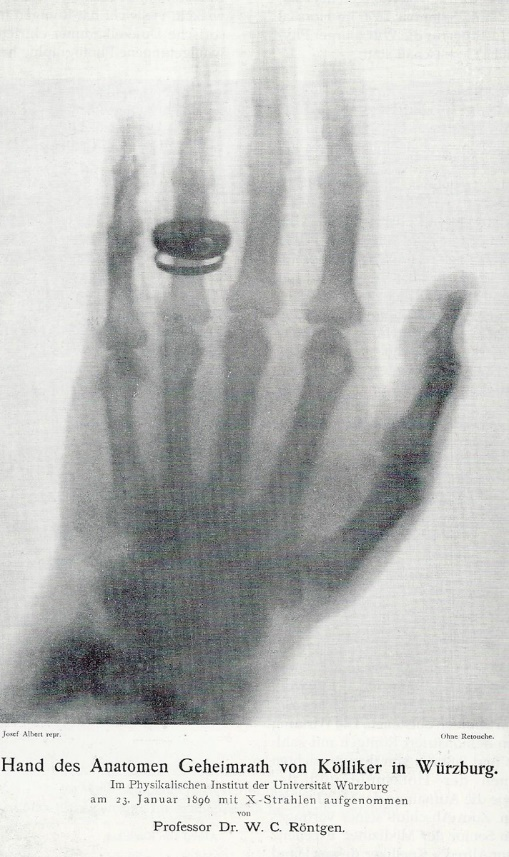 Josef Albert repr.
Ohne Retouche.
Hand des Anatomen Geheimrath von Kölliker in Würzburg.
Im Physikalischen Institut der Universität Würzburg
am 23. Januar 1896 mit X-Strahlen aufgenommen
von
Professor Dr. W. C. Röntgen.